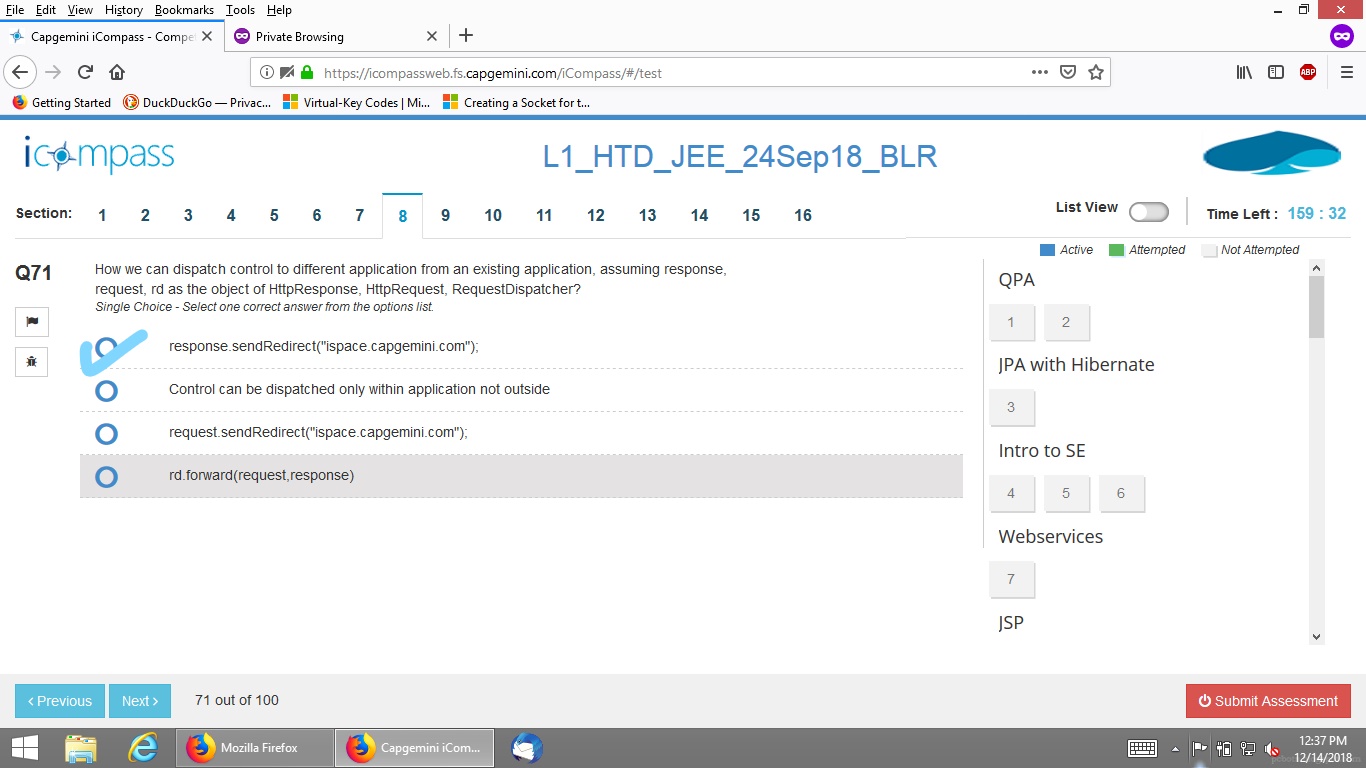 File Edit View History Bookmarks Tools Help
Capgemini iCompass - Compe
Private Browsing
https://icompassweb.fs.capgemini.com/iCompass/#/test
ABP
Getting Started
DuckDuckGo — Privac...
Virtual-Key Codes | Mi...
Creating a Socket for t...
icompass
L1_HTD_JEE_24Sep18_BLR
Section: 1 2 3 4 5 6 7 8 9 10 11 12 13 14 15 16
List View
Time Left : 159 : 32
Active Attempted Not Attempted
Q71
How we can dispatch control to different application from an existing application, assuming response,
request, rd as the object of HttpResponse, HttpRequest, RequestDispatcher?
Single Choice - Select one correct answer from the options list.
response.sendRedirect("ispace.capgemini.com");
Control can be dispatched only within application not outside
request.sendRedirect("ispace.capgemini.com");
rd.forward(request,response)
QPA
1 2
JPA with Hibernate
3
Intro to SE
4 5 6
Webservices
7
JSP
Previous
Next
71 out of 100
Submit Assessment
Mozilla Firefox
Capgemini iCom...
12:37 PM
12/14/2018